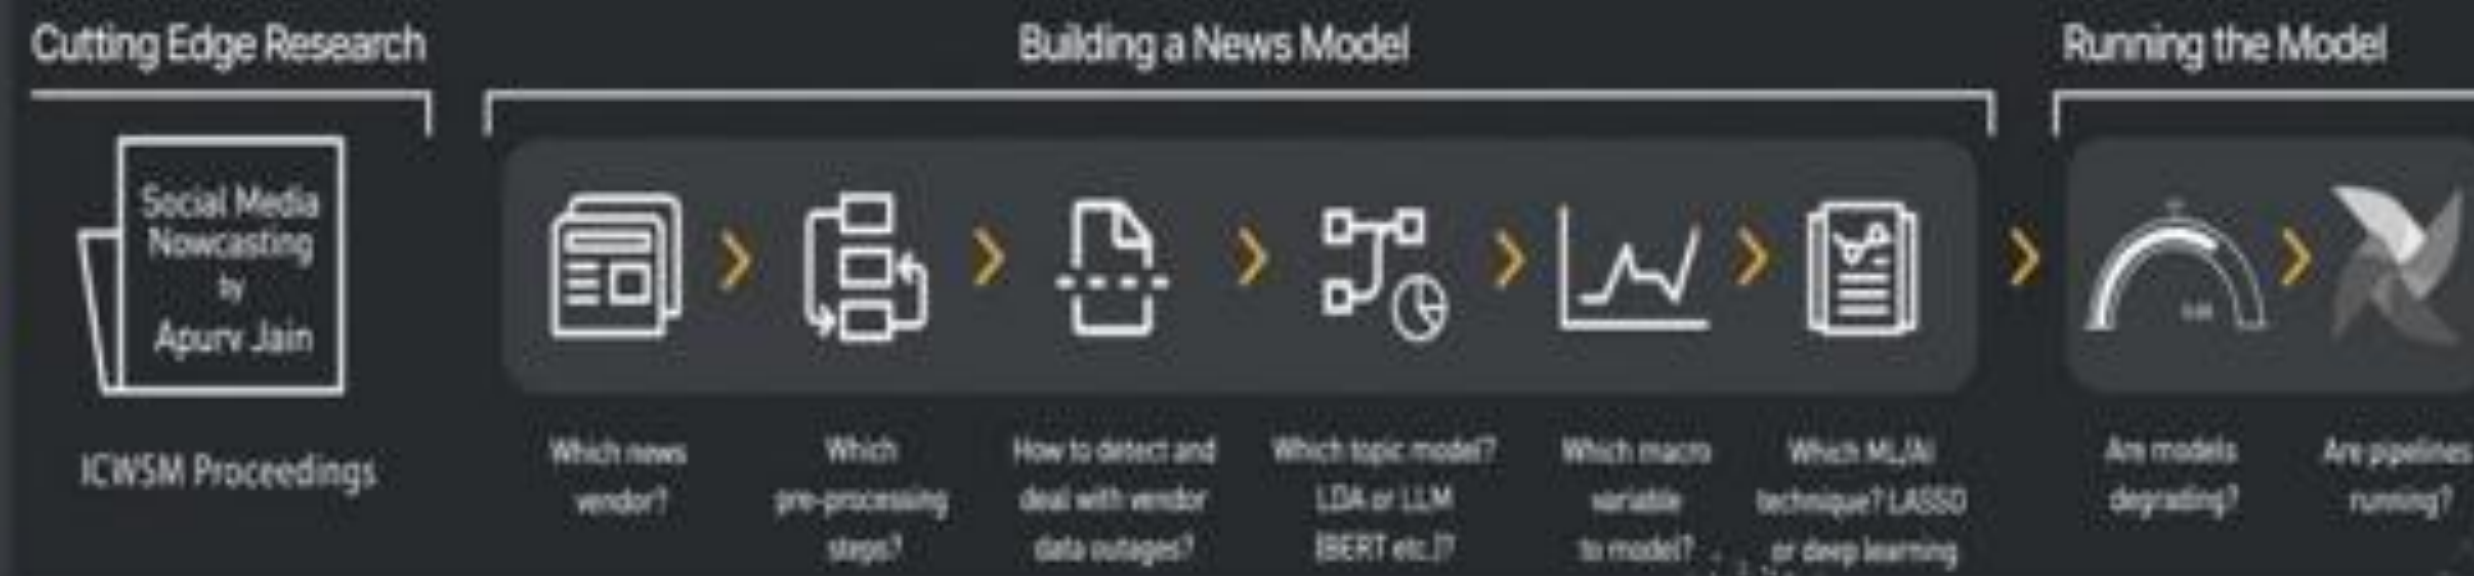 Cutting Edge Research
Building a News Model
Running the Model
Social Media
Nowcasting
by
Apurv Jain
ICWSM Proceedings
Which news
vendor?
Which
pre-processing
steps?
How to detect and
deal with vendor
data outages?
Which topic model?
LDA or LLM
[BERT etc.]?
Which macro
variable
to model?
Which ML/AI
technique? LASSO
or deep learning
Are models
degrading?
Are pipelines
running?